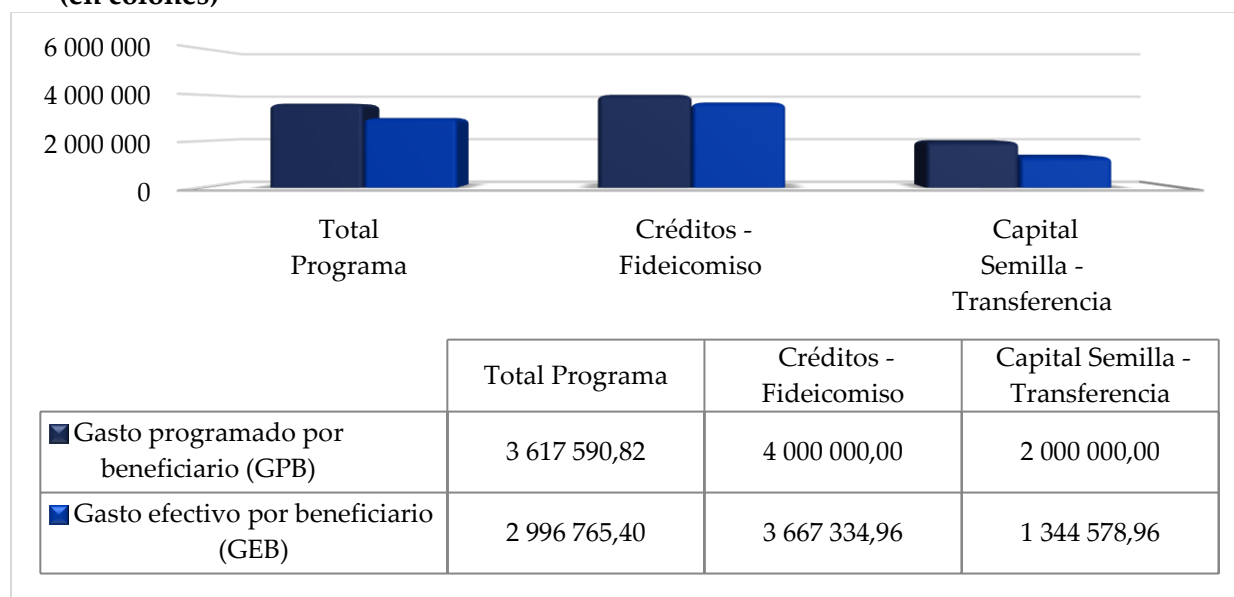 (en colones)
6 000 000
4 000 000
2 000 000
0
Total
Programa
Créditos -
Fideicomiso
Capital
Semilla -
Transferencia
Total Programa
Créditos -
Fideicomiso
Capital Semilla -
Transferencia
Gasto programado por
beneficiario (GPB)
3 617 590,82
4 000 000,00
2 000 000,00
Gasto efectivo por beneficiario
(GEB)
2 996 765,40
3 667 334,96
1 344 578,96